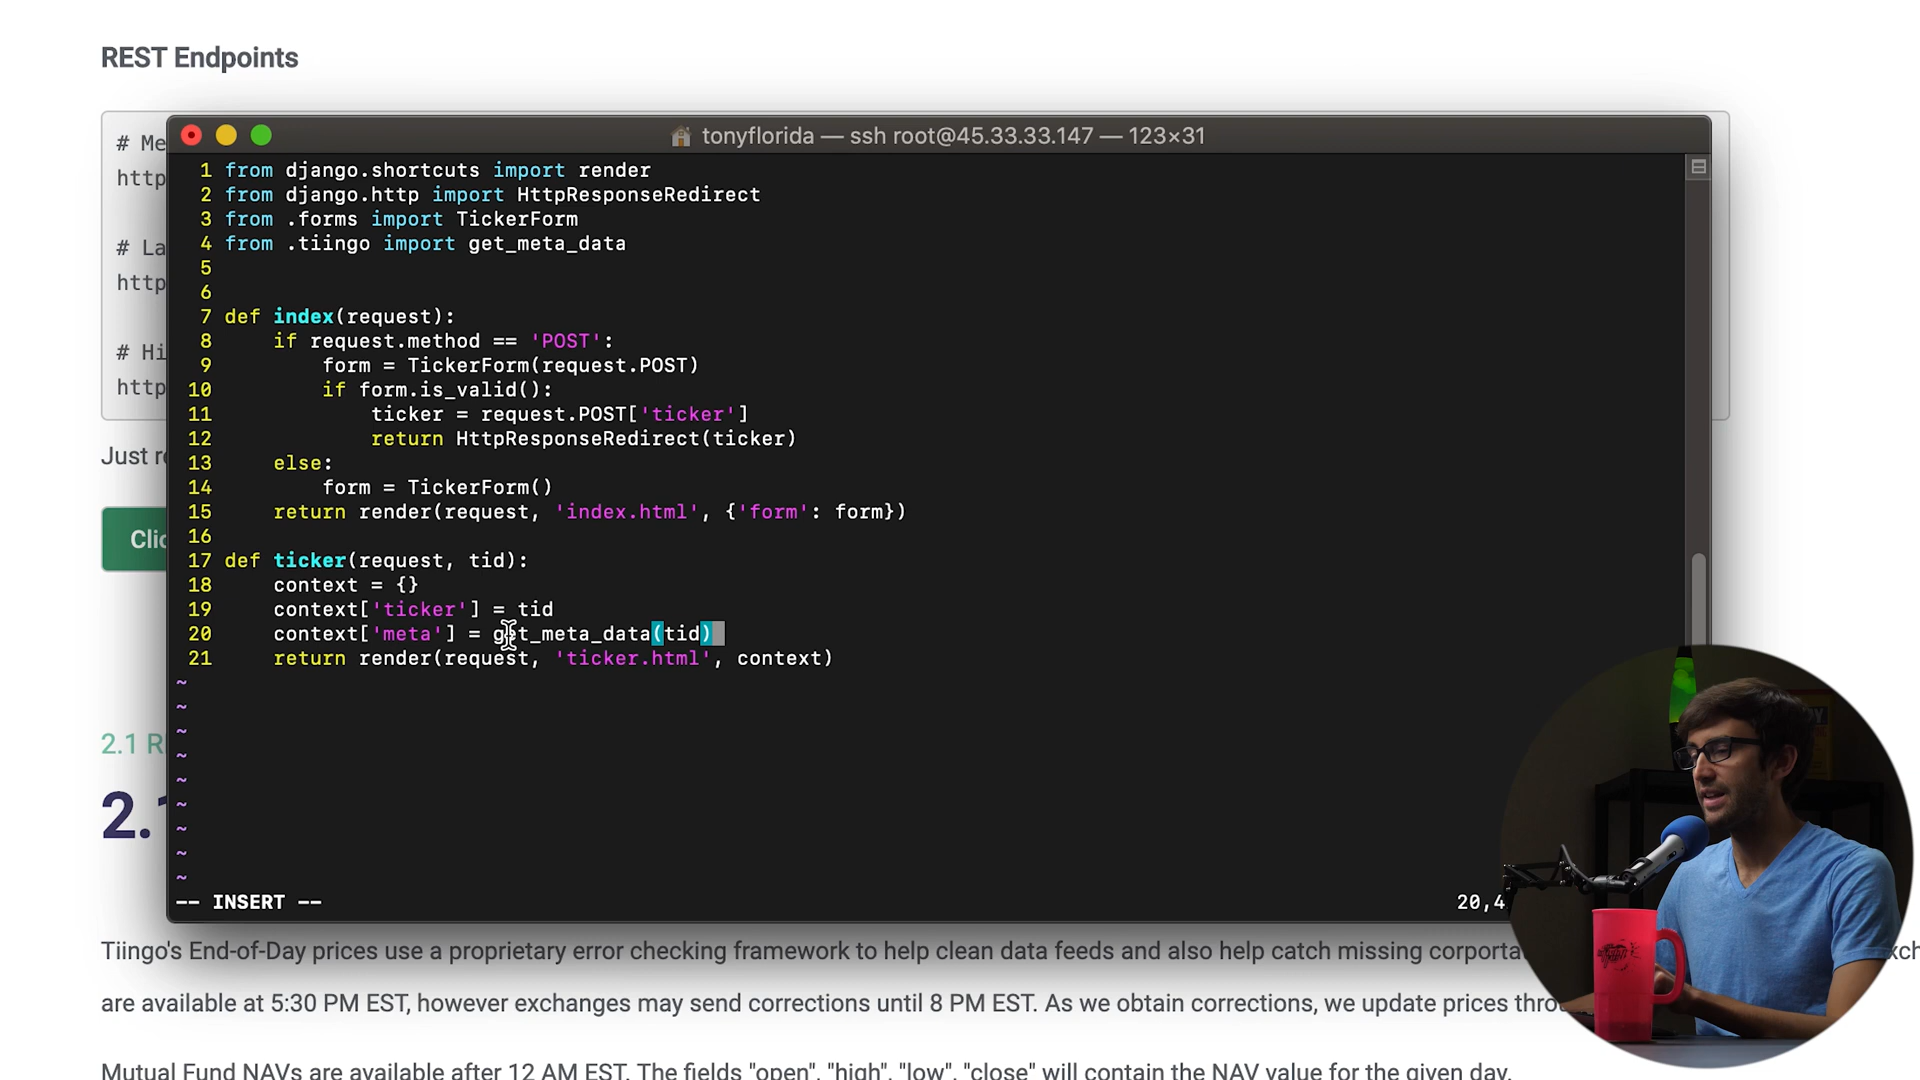 REST Endpoints
# Me
http
# La
http
# Hi
http
Just r
Clic
2.1 R
2.1
tonyflorida — ssh root@45.33.33.147 — 123×31
1 from django.shortcuts import render
2 from django.http import HttpResponseRedirect
3 from .forms import TickerForm
4 from .tiingo import get_meta_data
5
6
7 def index(request):
8     if request.method == 'POST':
9         form = TickerForm(request.POST)
10         if form.is_valid():
11             ticker = request.POST['ticker']
12             return HttpResponseRedirect(ticker)
13     else:
14         form = TickerForm()
15     return render(request, 'index.html', {'form': form})
16
17 def ticker(request, tid):
18     context = {}
19     context['ticker'] = tid
20     context['meta'] = get_meta_data(tid)
21     return render(request, 'ticker.html', context)
~
~
~
~
~
~
~
~
~
-- INSERT --
20,4
Tiingo's End-of-Day prices use a proprietary error checking framework to help clean data feeds and also help catch missing corporta
are available at 5:30 PM EST, however exchanges may send corrections until 8 PM EST. As we obtain corrections, we update prices thro
Mutual Fund NAVs are available after 12 AM EST. The fields "open", "high", "low", "close" will contain the NAV value for the given day.